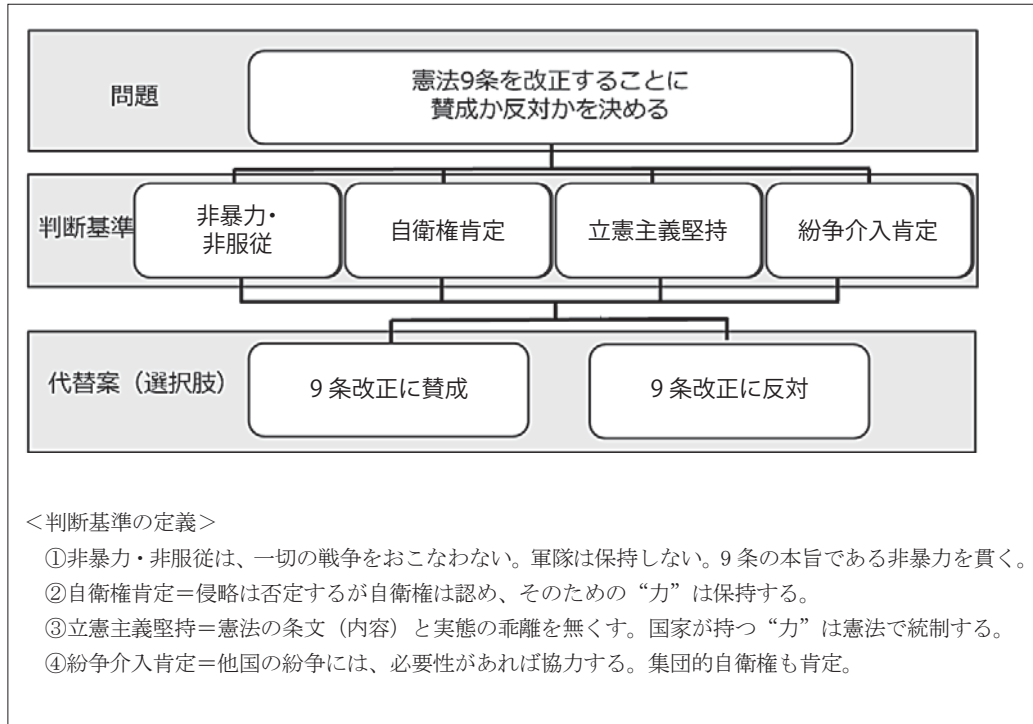 問題
憲法9条を改正することに
賛成か反対かを決める
判断基準
非暴力・
非服従
自衛権肯定
立憲主義堅持
紛争介入肯定
代替案（選択肢）
9条改正に賛成
9条改正に反対
＜判断基準の定義＞
①非暴力・非服従は、一切の戦争をおこなわない。軍隊は保持しない。9条の本旨である非暴力を貫く。
②自衛権肯定＝侵略は否定するが自衛権は認め、そのための“力”は保持する。
③立憲主義堅持＝憲法の条文（内容）と実態の乖離を無くす。国家が持つ“力”は憲法で統制する。
④紛争介入肯定＝他国の紛争には、必要性があれば協力する。集団的自衛権も肯定。